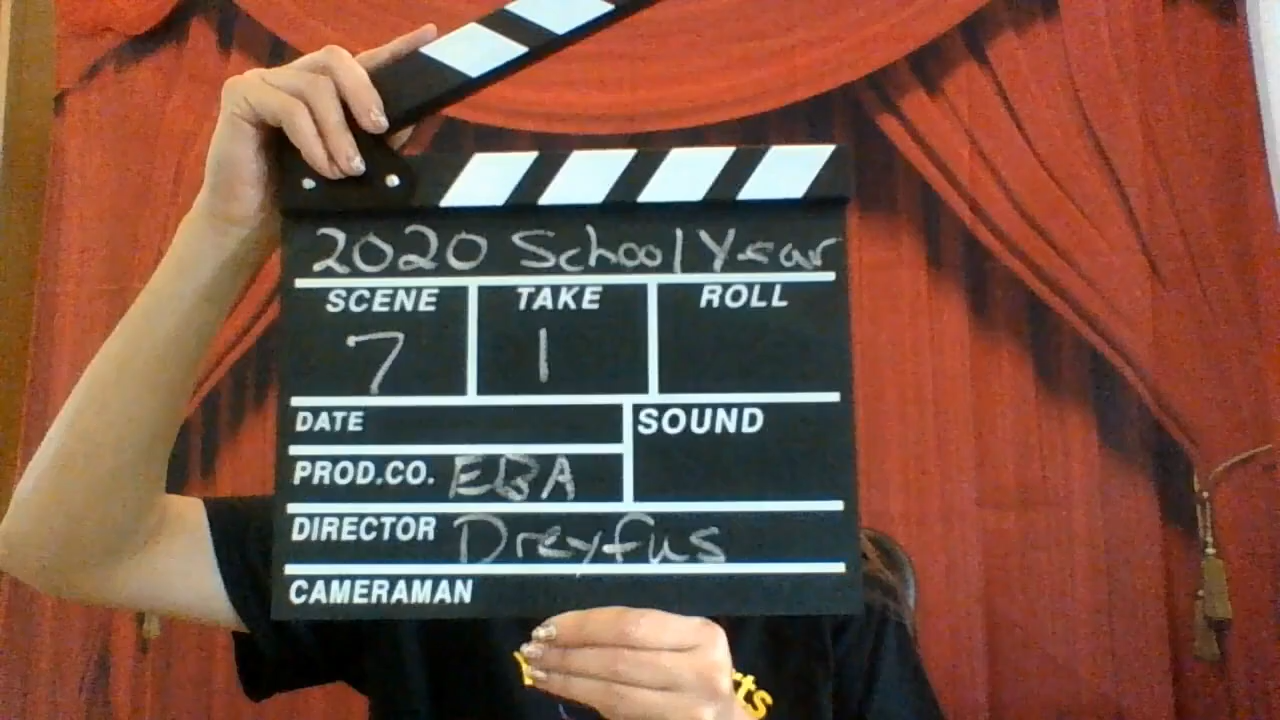 2020 School Year
SCENE TAKE ROLL
7 1
DATE SOUND
PROD.CO. EBA
DIRECTOR Dreyfus
CAMERAMAN